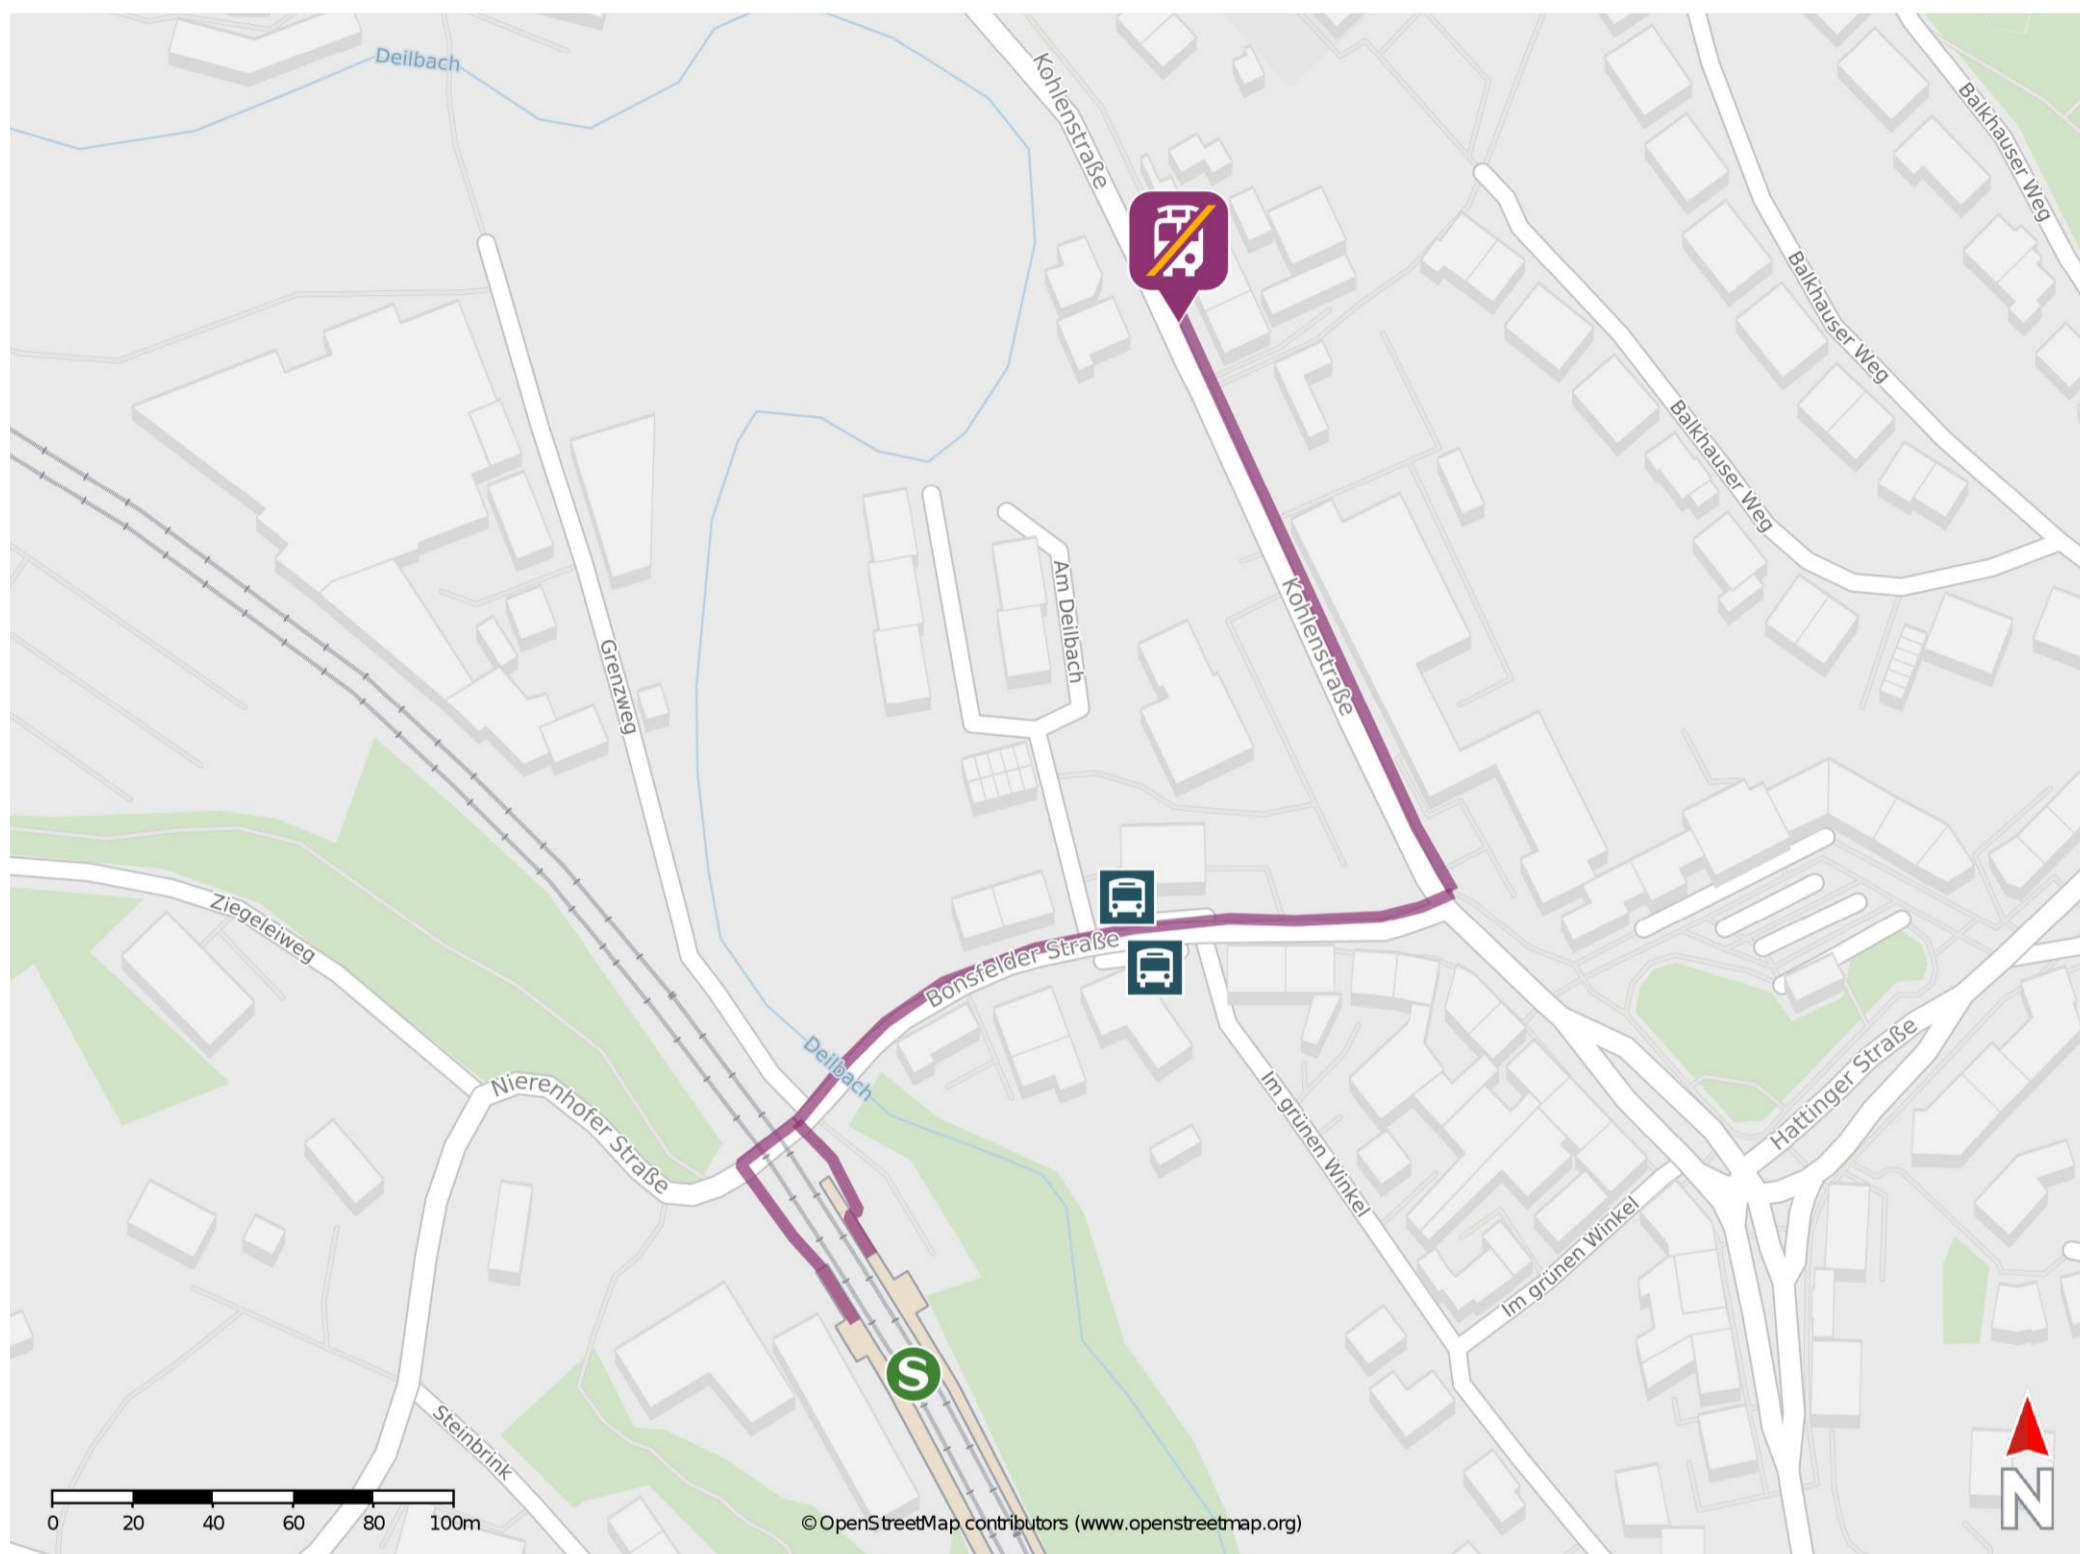 Deilbach
Kohlenstraße
Balkhauser Weg
Balkhauser Weg
Balkhauser Weg
Am Deilbach
Kohlenstraße
Grenzweg
Ziegeleiweg
Bonsfelder Straße
Deilbach
Nierenhofer Straße
Im grünen Winkel
Hattinger Straße
Im grünen Winkel
S
Steinbrink
N
0 20 40 60 80 100m
© OpenStreetMap contributors (www.openstreetmap.org)